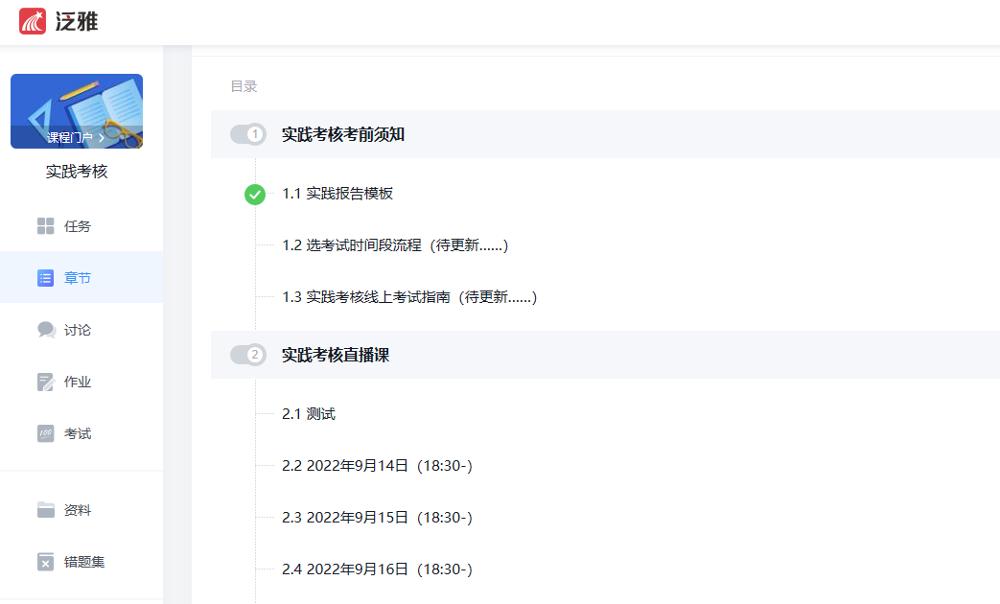 泛雅
课程门户 >
实践考核
任务
章节
讨论
作业
100
考试
资料
错题集
目录
1 实践考核考前须知
1.1 实践报告模板
1.2 选考试时间段流程（待更新......）
1.3 实践考核线上考试指南（待更新......）
2 实践考核直播课
2.1 测试
2.2 2022年9月14日（18:30-）
2.3 2022年9月15日（18:30-）
2.4 2022年9月16日（18:30-）